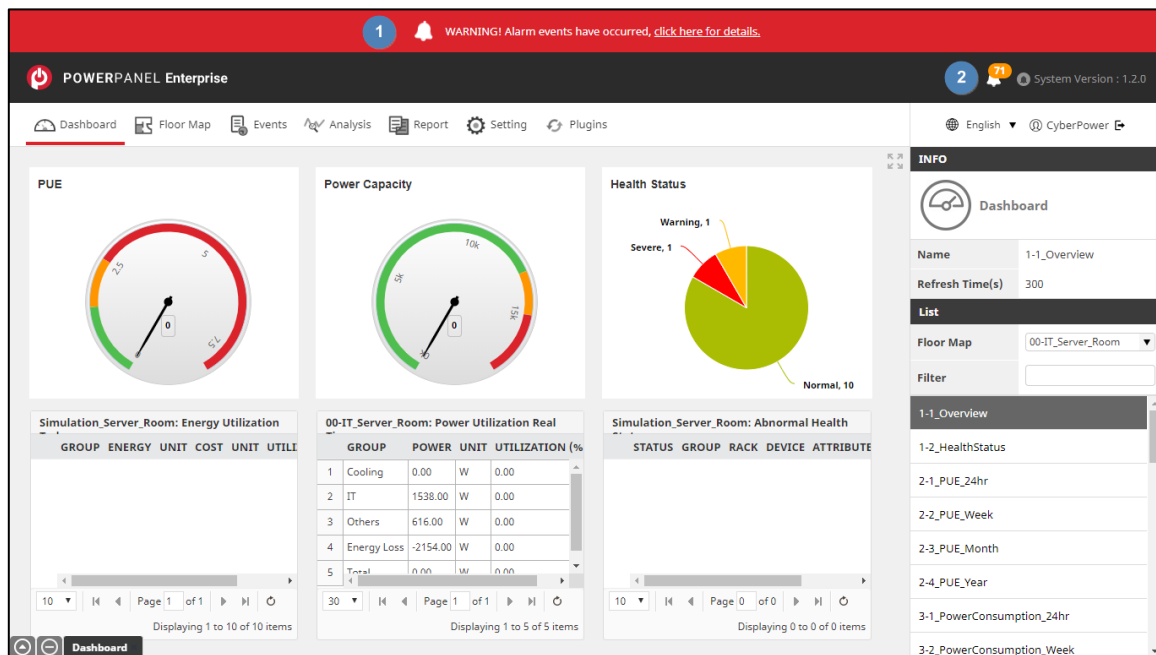 1 WARNING! Alarm events have occurred, click here for details.
POWERPANEL Enterprise
2 71 System Version : 1.2.0
Dashboard Floor Map Events Analysis Report Setting Plugins
English CyberPower
INFO
Dashboard
Name 1-1_Overview
Refresh Time(s) 300
List
Floor Map 00-IT_Server_Room
Filter
1-1_Overview
1-2_HealthStatus
2-1_PUE_24hr
2-2_PUE_Week
2-3_PUE_Month
2-4_PUE_Year
3-1_PowerConsumption_24hr
3-2_PowerConsumption_Week
PUE
2.5
5
7.5
0
Power Capacity
0K
5k
10k
15k
0
Health Status
Warning, 1
Severe, 1
Normal, 10
Simulation_Server_Room: Energy Utilization
GROUP ENERGY UNIT COST UNIT UTILI
10 Page 1 of 1
Displaying 1 to 10 of 10 items
00-IT_Server_Room: Power Utilization Real
GROUP POWER UNIT UTILIZATION (%
1 Cooling 0.00 W 0.00
2 IT 1538.00 W 0.00
3 Others 616.00 W 0.00
4 Energy Loss -2154.00 W 0.00
5 Total 0.00 W 0.00
30 Page 1 of 1
Displaying 1 to 5 of 5 items
Simulation_Server_Room: Abnormal Health
STATUS GROUP RACK DEVICE ATTRIBUTE
10 Page 0 of 0
Displaying 0 to 0 of 0 items
Dashboard